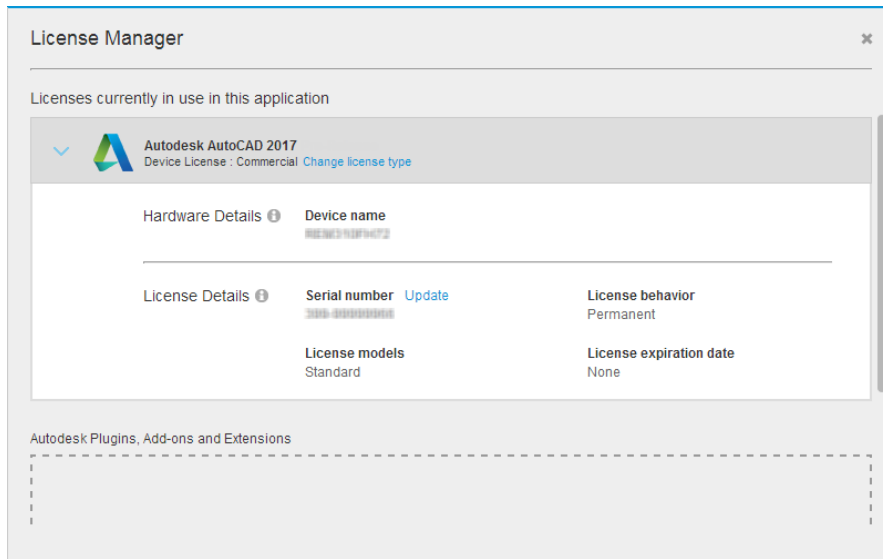 License Manager
Licenses currently in use in this application
Autodesk AutoCAD 2017
Device License : Commercial Change license type
Hardware Details
Device name
License Details
Serial number Update
License behavior
Permanent
License models
Standard
License expiration date
None
Autodesk Plugins, Add-ons and Extensions